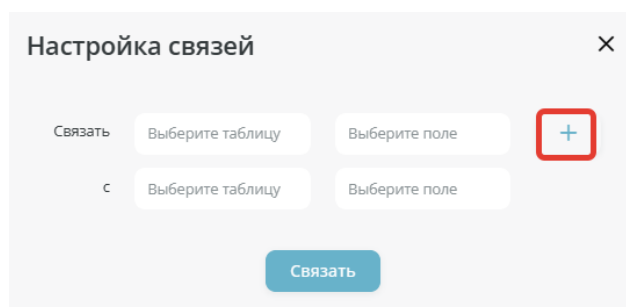 Настройка связей
Связать Выберите таблицу Выберите поле +
с Выберите таблицу Выберите поле
Связать